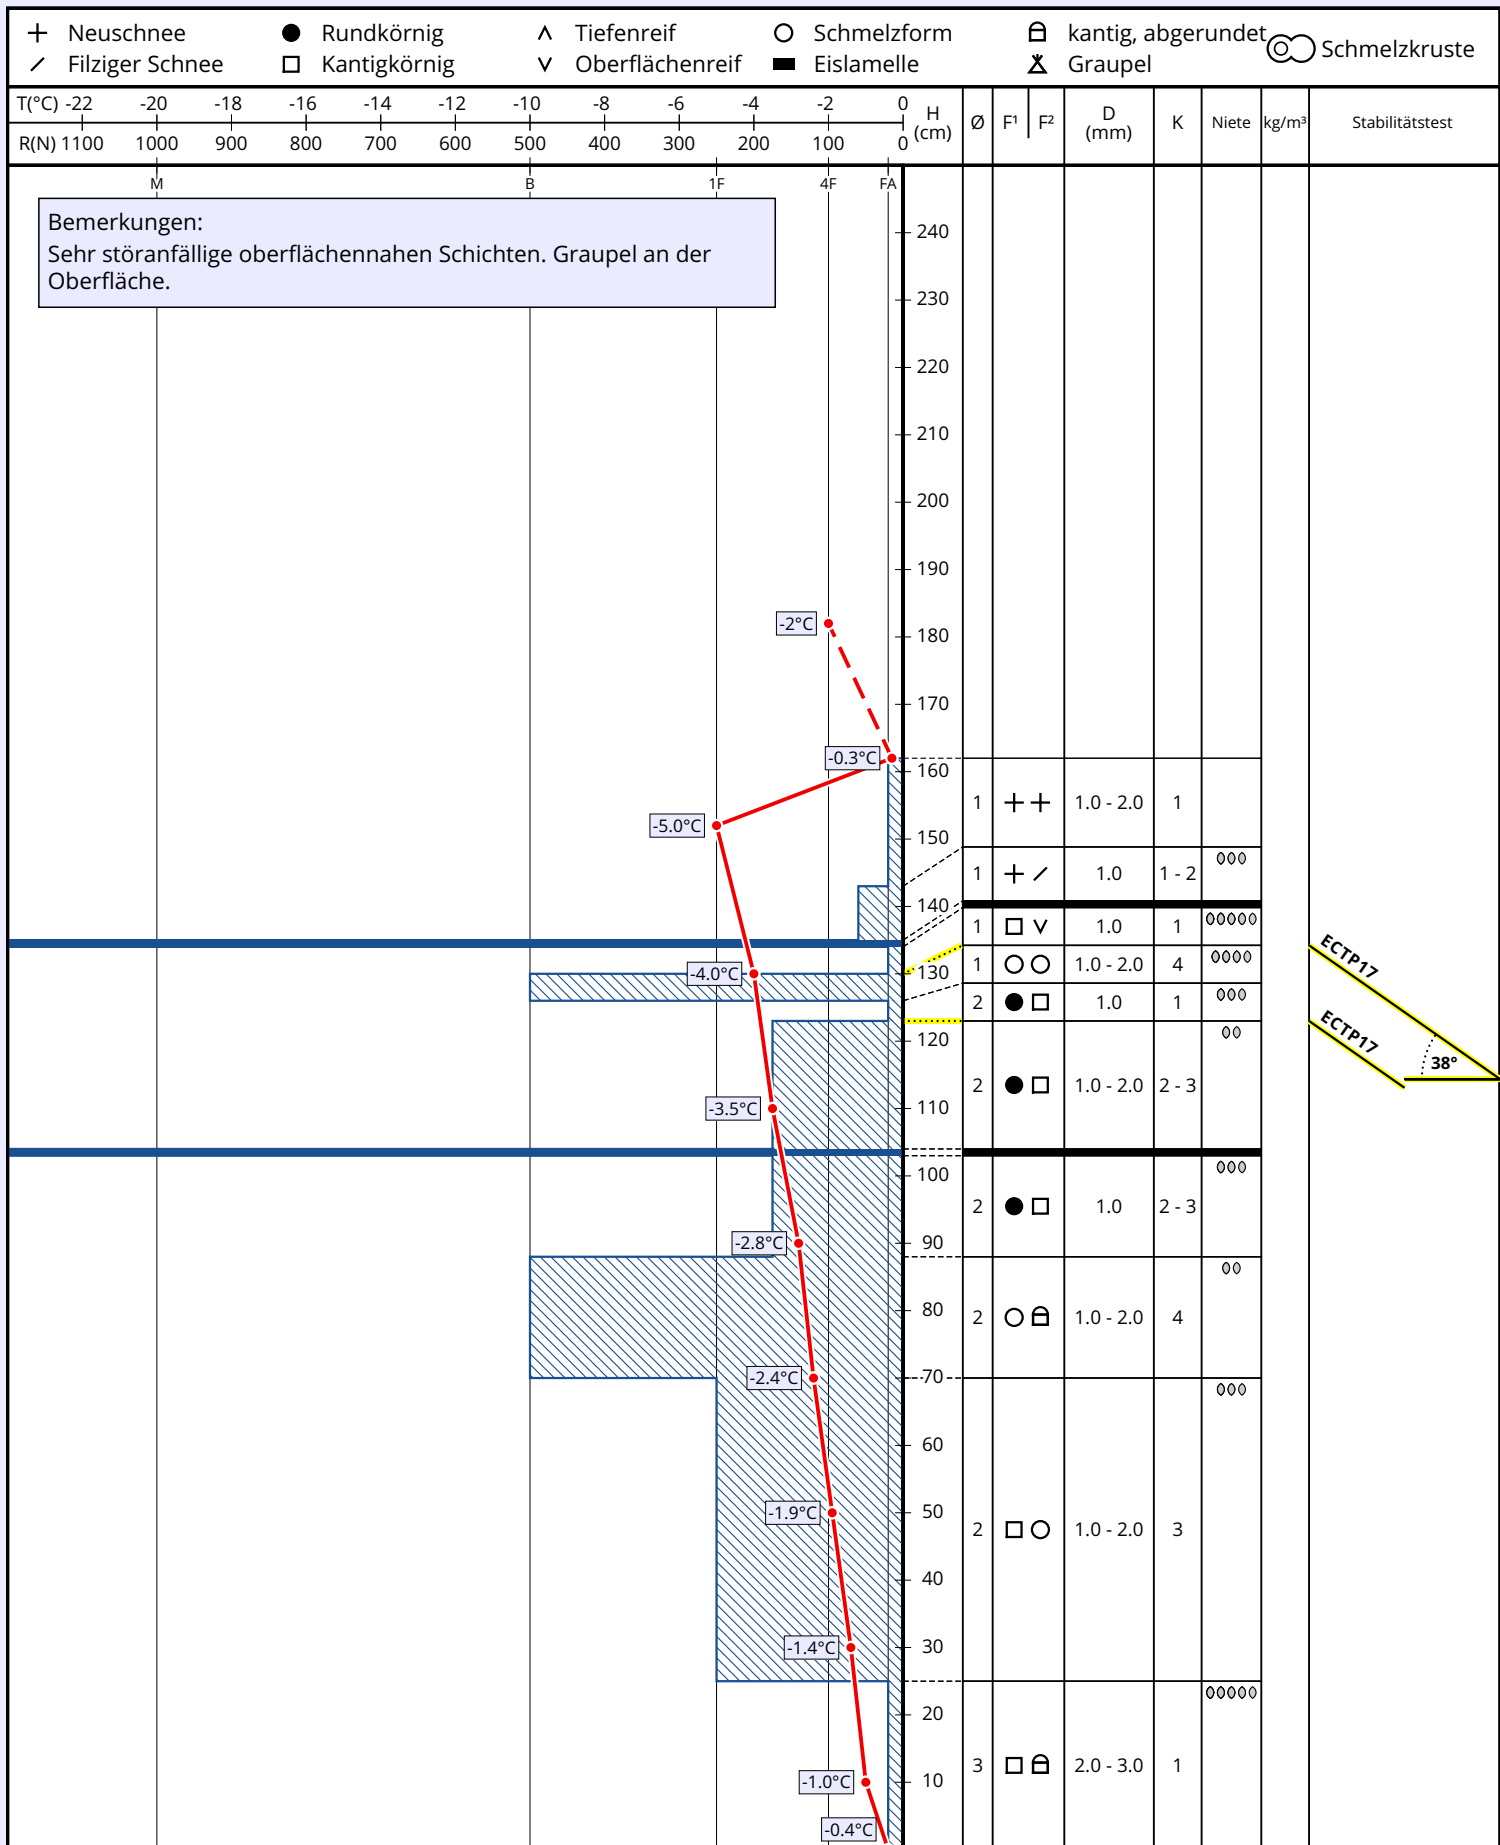 Neuschnee Rundkörnig Tiefenreif Schmelzform kantig, abgerundet Schmelzkruste
Filziger Schnee Kantigkörnig Oberflächenreif Eislamelle Graupel
T(°C) -22 -20 -18 -16 -14 -12 -10 -8 -6 -4 -2 0
R(N) 1100 1000 900 800 700 600 500 400 300 200 100 0
H (cm) Ø F¹ F² D (mm) K Niete kg/m³ Stabilitätstest
M B 1F 4F FA
Bemerkungen:
Sehr störanfällige oberflächennahen Schichten. Graupel an der
Oberfläche.
240
230
220
210
200
190
-2°C 180
170
-0.3°C 160
1 1.0 - 2.0 1
-5.0°C 150
1 1.0 1 - 2
140
1 1.0 1
ECTP17
-4.0°C 130 1 1.0 - 2.0 4
2 1.0 1
ECTP17
120
38°
2 1.0 - 2.0 2 - 3
-3.5°C 110
100
2 1.0 2 - 3
-2.8°C 90
80 2 1.0 - 2.0 4
-2.4°C 70
60
-1.9°C 50 2 1.0 - 2.0 3
40
-1.4°C 30
20
3 2.0 - 3.0 1
-1.0°C 10
-0.4°C